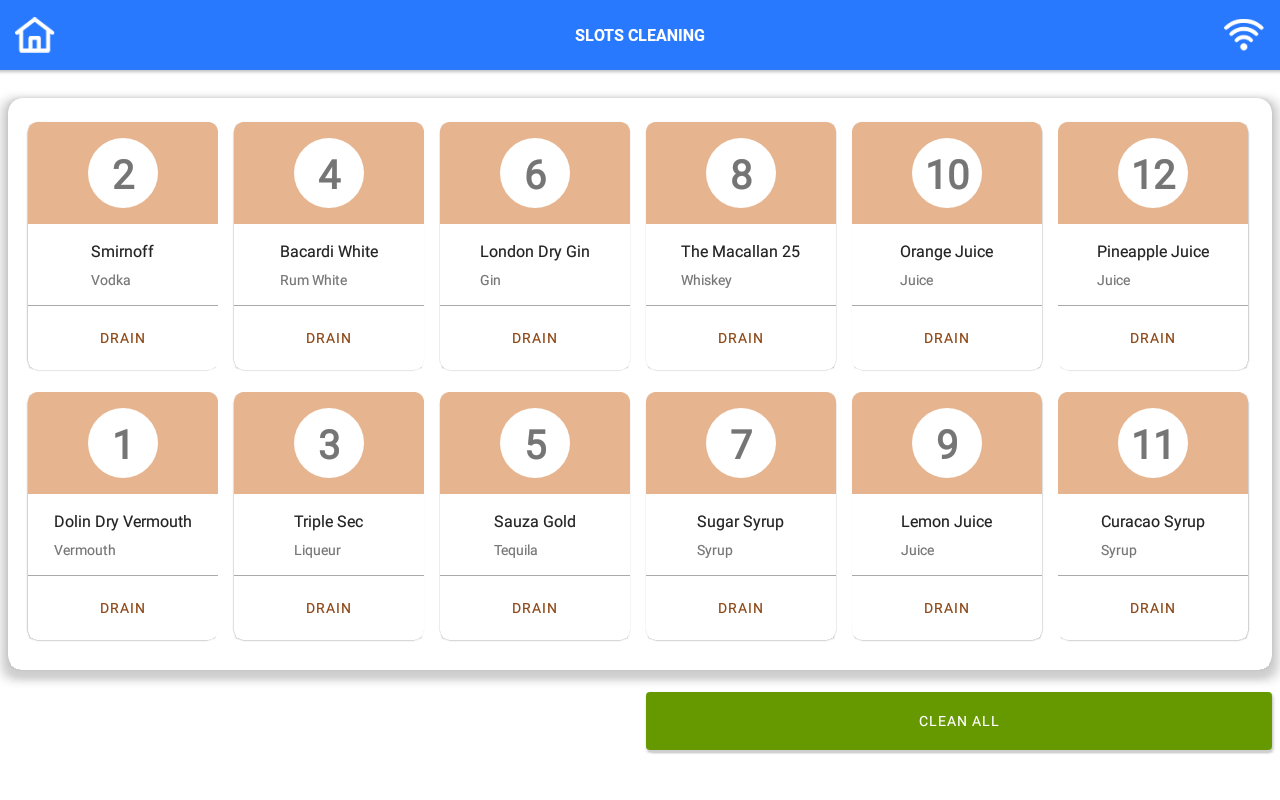 SLOTS CLEANING
2
Smirnoff
Vodka
DRAIN
4
Bacardi White
Rum White
DRAIN
6
London Dry Gin
Gin
DRAIN
8
The Macallan 25
Whiskey
DRAIN
10
Orange Juice
Juice
DRAIN
12
Pineapple Juice
Juice
DRAIN
1
Dolin Dry Vermouth
Vermouth
DRAIN
3
Triple Sec
Liqueur
DRAIN
5
Sauza Gold
Tequila
DRAIN
7
Sugar Syrup
Syrup
DRAIN
9
Lemon Juice
Juice
DRAIN
11
Curacao Syrup
Syrup
DRAIN
CLEAN ALL